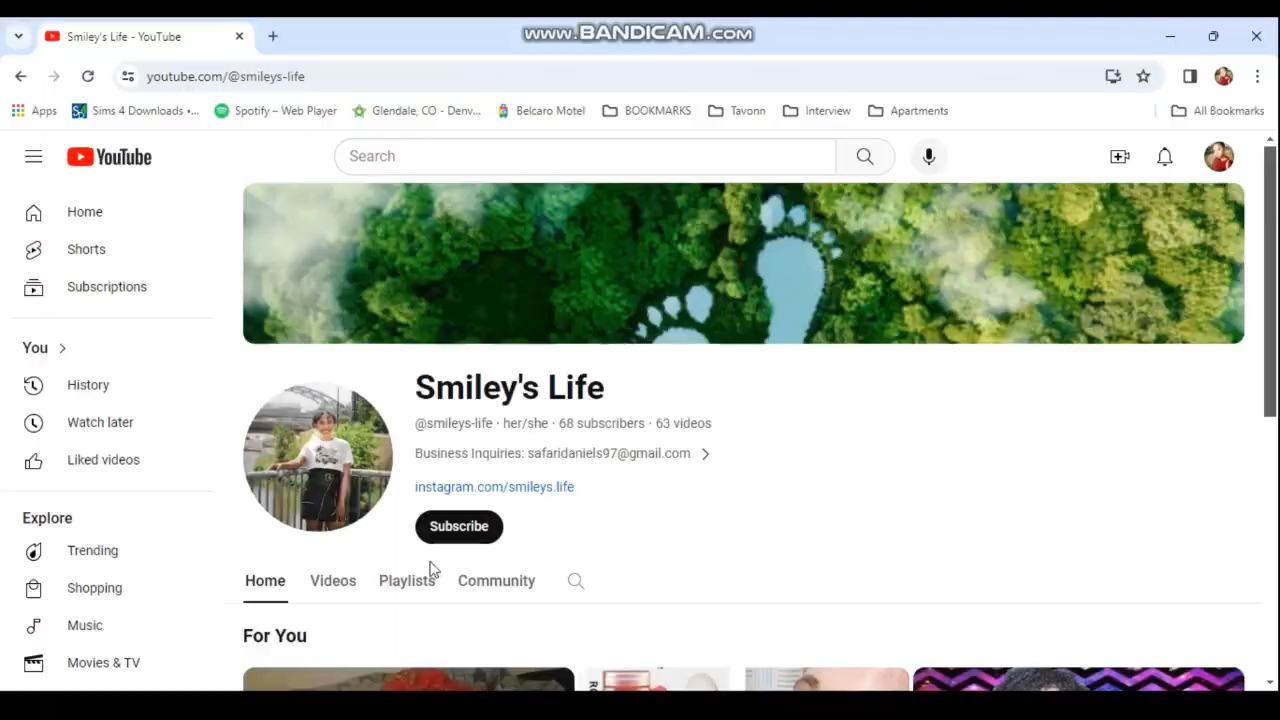 Smiley's Life - YouTube
www.BANDICAM.com
youtube.com/@smileys-life
Apps Sims 4 Downloads •... Spotify – Web Player Glendale, CO - Denv... Belcaro Motel BOOKMARKS Tavonn Interview Apartments All Bookmarks
YouTube
Search
Home
Shorts
Subscriptions
You
History
Watch later
Liked videos
Explore
Trending
Shopping
Music
Movies & TV
Smiley's Life
@smileys-life · her/she · 68 subscribers · 63 videos
Business Inquiries: safaridaniels97@gmail.com
instagram.com/smileys.life
Subscribe
Home Videos Playlists Community
For You